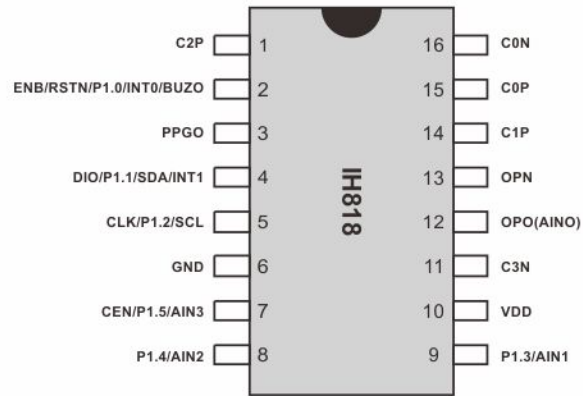 C2P 1 16 C0N
ENB/RSTN/P1.0/INT0/BUZO 2 15 C0P
PPGO 3 14 C1P
DIO/P1.1/SDA/INT1 4 13 OPN
IH818
CLK/P1.2/SCL 5 12 OPO(AINO)
GND 6 11 C3N
CEN/P1.5/AIN3 7 10 VDD
P1.4/AIN2 8 9 P1.3/AIN1